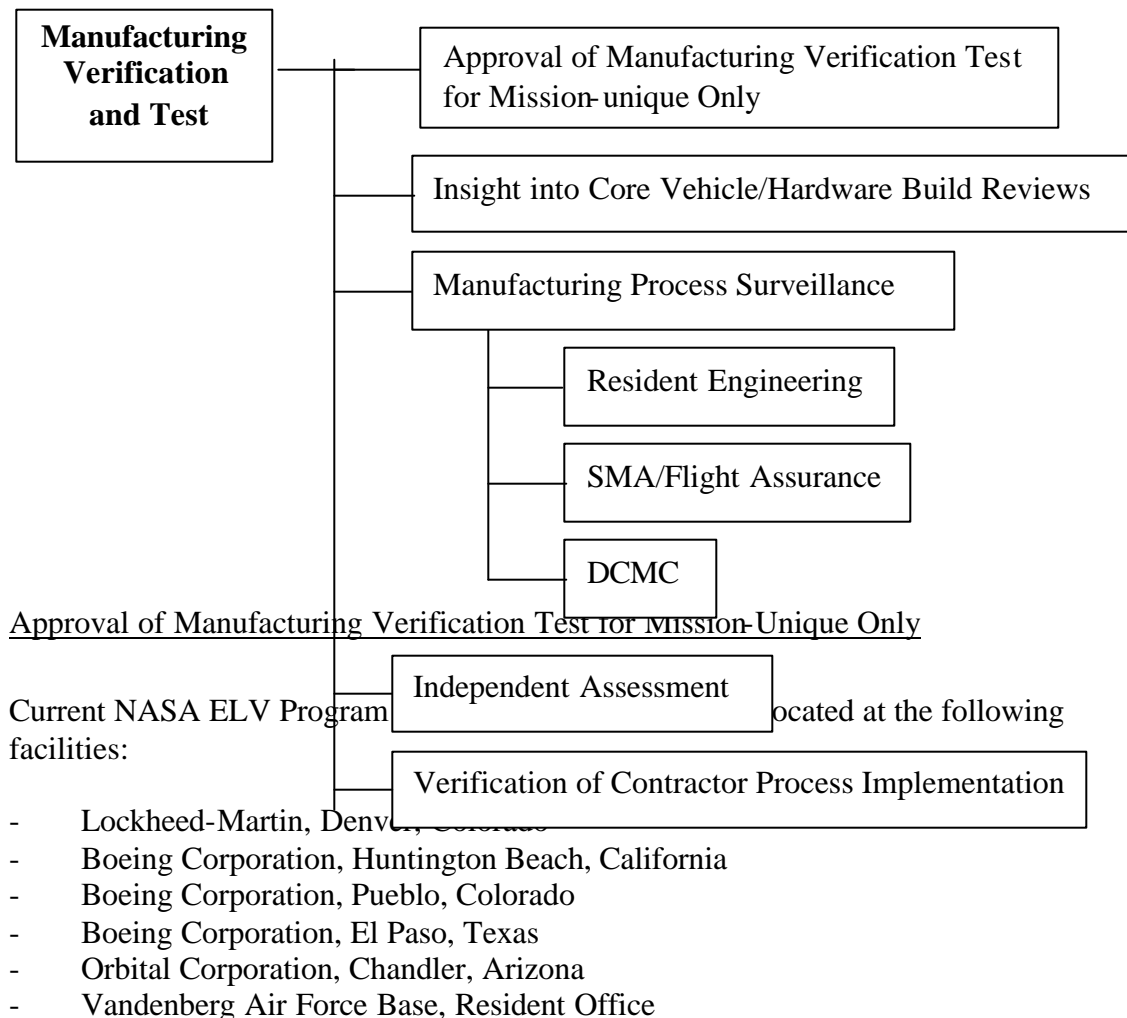 Manufacturing
Verification
and Test
Approval of Manufacturing Verification Test
for Mission-unique Only
Insight into Core Vehicle/Hardware Build Reviews
Manufacturing Process Surveillance
Resident Engineering
SMA/Flight Assurance
DCMC
Approval of Manufacturing Verification Test for Mission-Unique Only
Independent Assessment
Current NASA ELV Program ocated at the following
facilities:
Verification of Contractor Process Implementation
- Lockheed-Martin, Denver, Colorado
- Boeing Corporation, Huntington Beach, California
- Boeing Corporation, Pueblo, Colorado
- Boeing Corporation, El Paso, Texas
- Orbital Corporation, Chandler, Arizona
- Vandenberg Air Force Base, Resident Office